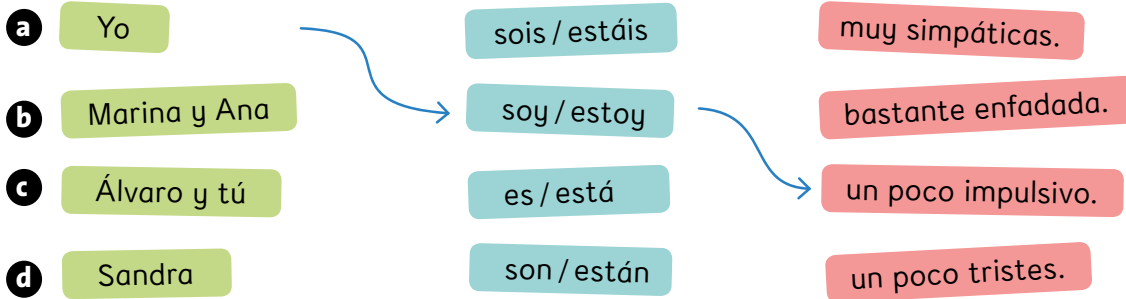 a Yo sois / estáis muy simpáticas.
b Marina y Ana soy / estoy bastante enfadada.
c Álvaro y tú es / está un poco impulsivo.
d Sandra son / están un poco tristes.